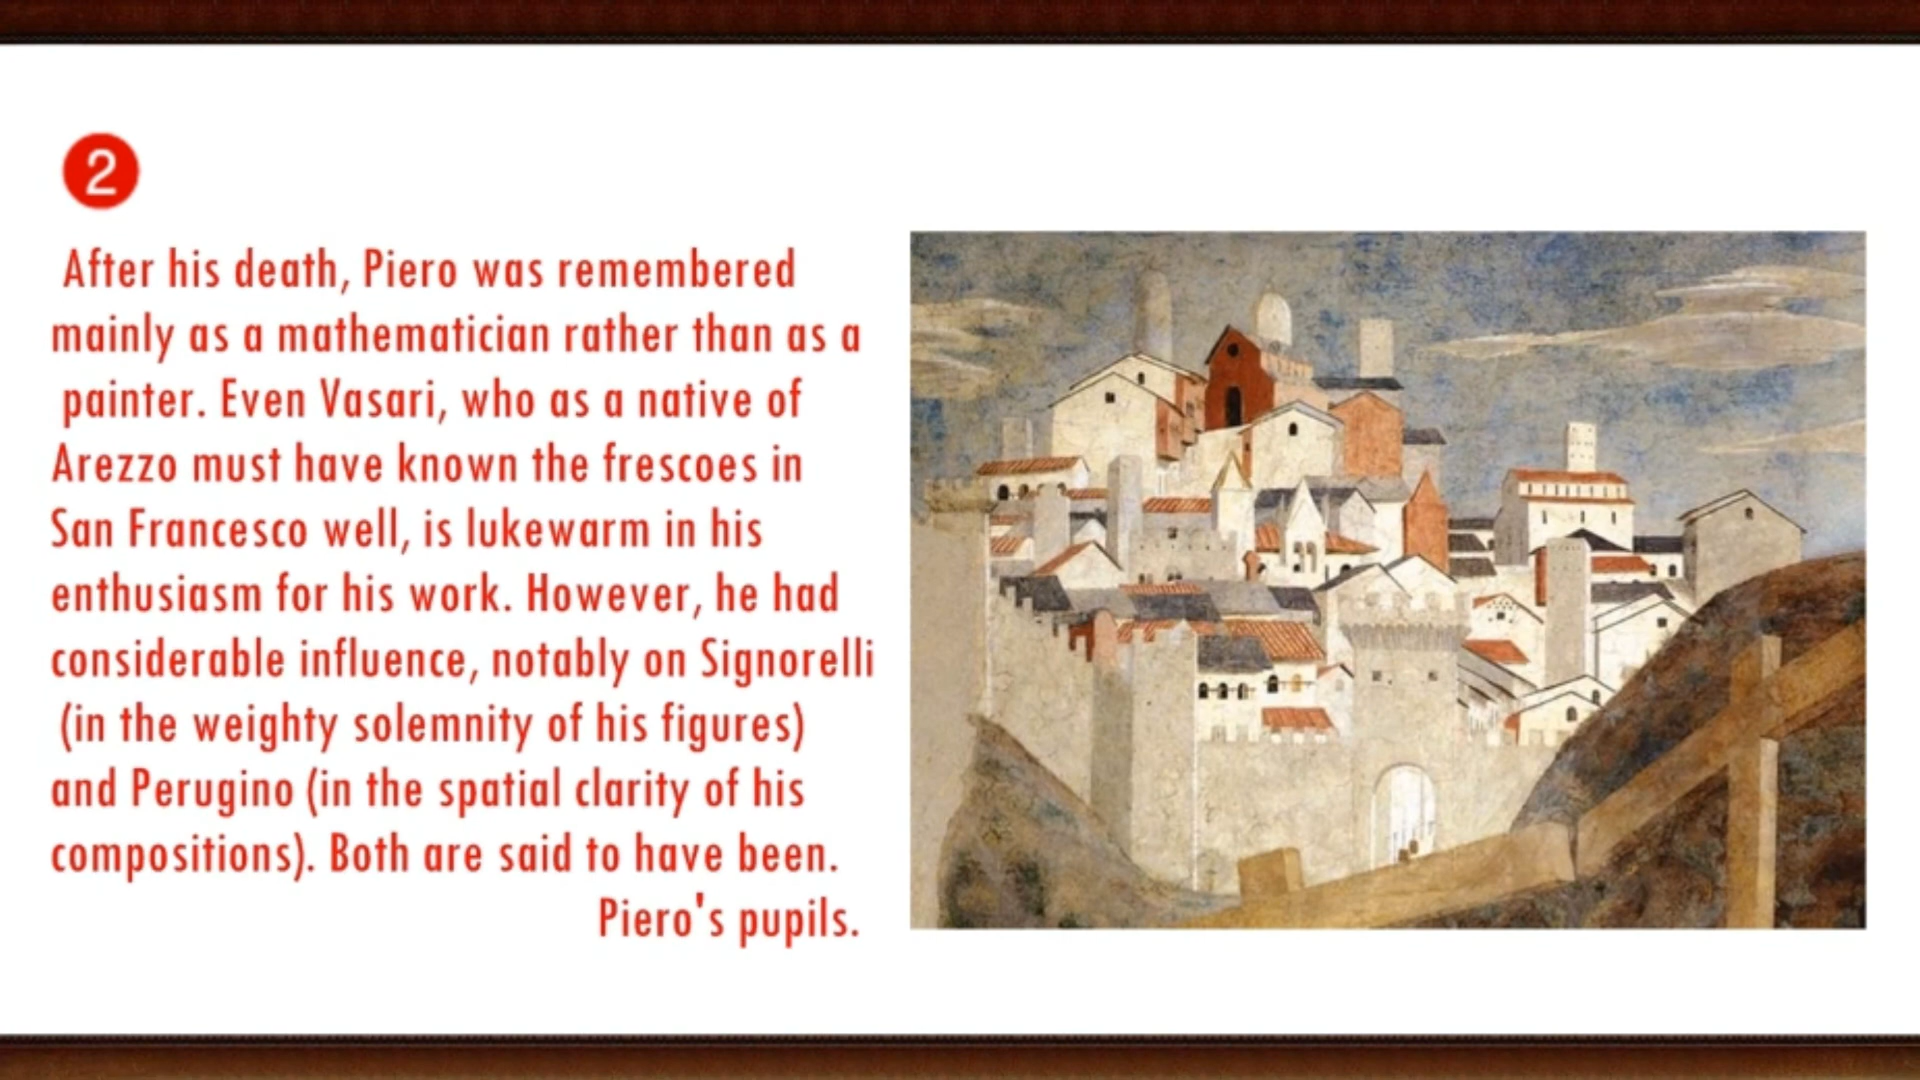 2
After his death, Piero was remembered
mainly as a mathematician rather than as a
painter. Even Vasari, who as a native of
Arezzo must have known the frescoes in
San Francesco well, is lukewarm in his
enthusiasm for his work. However, he had
considerable influence, notably on Signorelli
(in the weighty solemnity of his figures)
and Perugino (in the spatial clarity of his
compositions). Both are said to have been.
Piero's pupils.